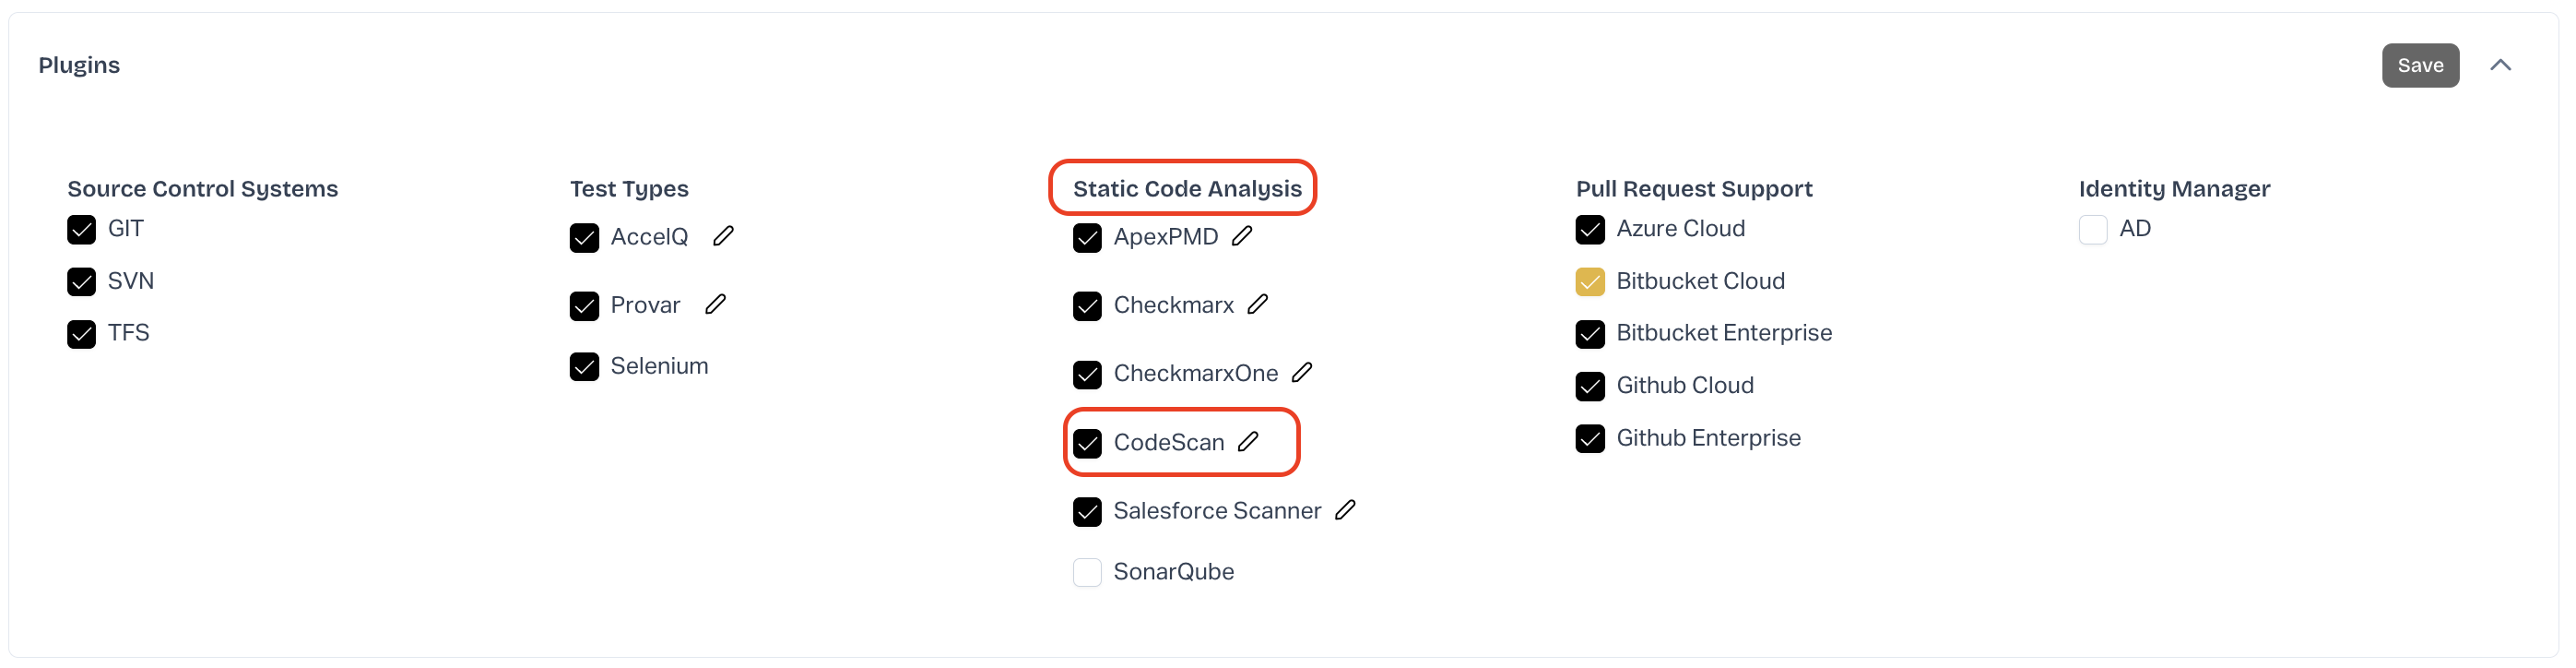 Plugins
Save
Source Control Systems
GIT
SVN
TFS
Test Types
AccelQ
Provar
Selenium
Static Code Analysis
ApexPMD
Checkmarx
CheckmarxOne
CodeScan
Salesforce Scanner
SonarQube
Pull Request Support
Azure Cloud
Bitbucket Cloud
Bitbucket Enterprise
Github Cloud
Github Enterprise
Identity Manager
AD